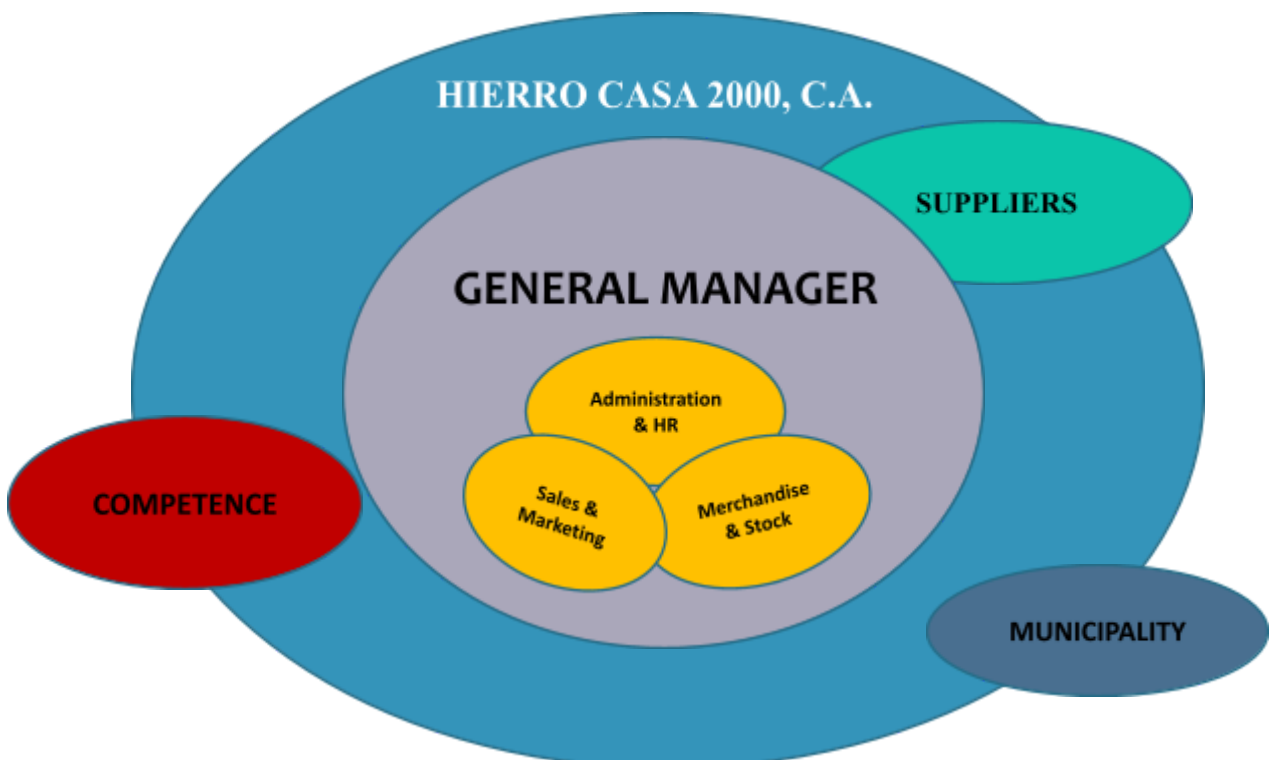 HIERRO CASA 2000, C.A.
SUPPLIERS
GENERAL MANAGER
Administration
& HR
Sales &
Marketing
Merchandise
& Stock
COMPETENCE
MUNICIPALITY